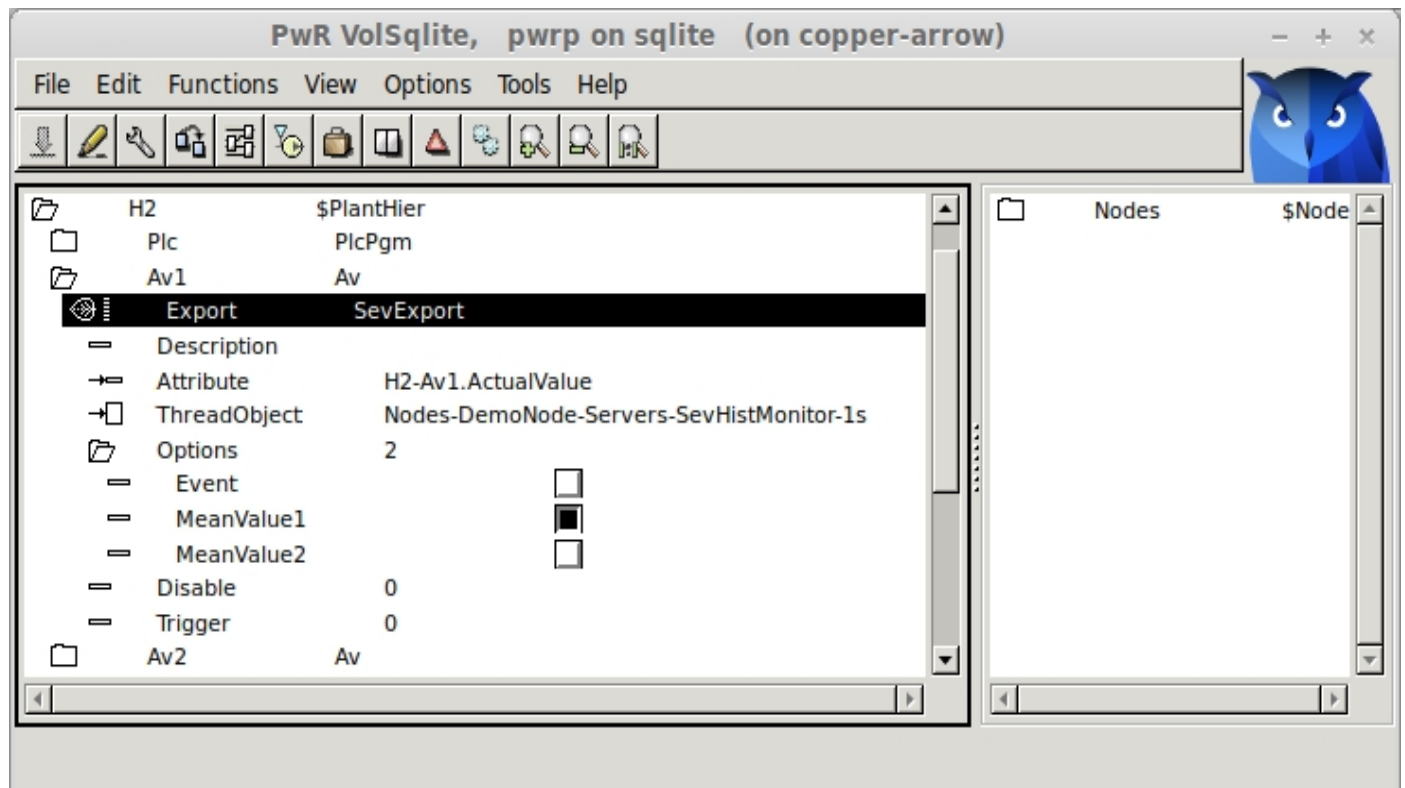 PwR VolSqlite, pwrp on sqlite (on copper-arrow)
File Edit Functions View Options Tools Help
H2 $PlantHier
Plc PlcPgm
Av1 Av
Export SevExport
Description
Attribute H2-Av1.ActualValue
ThreadObject Nodes-DemoNode-Servers-SevHistMonitor-1s
Options 2
Event
MeanValue1
MeanValue2
Disable 0
Trigger 0
Av2 Av
Nodes $Node